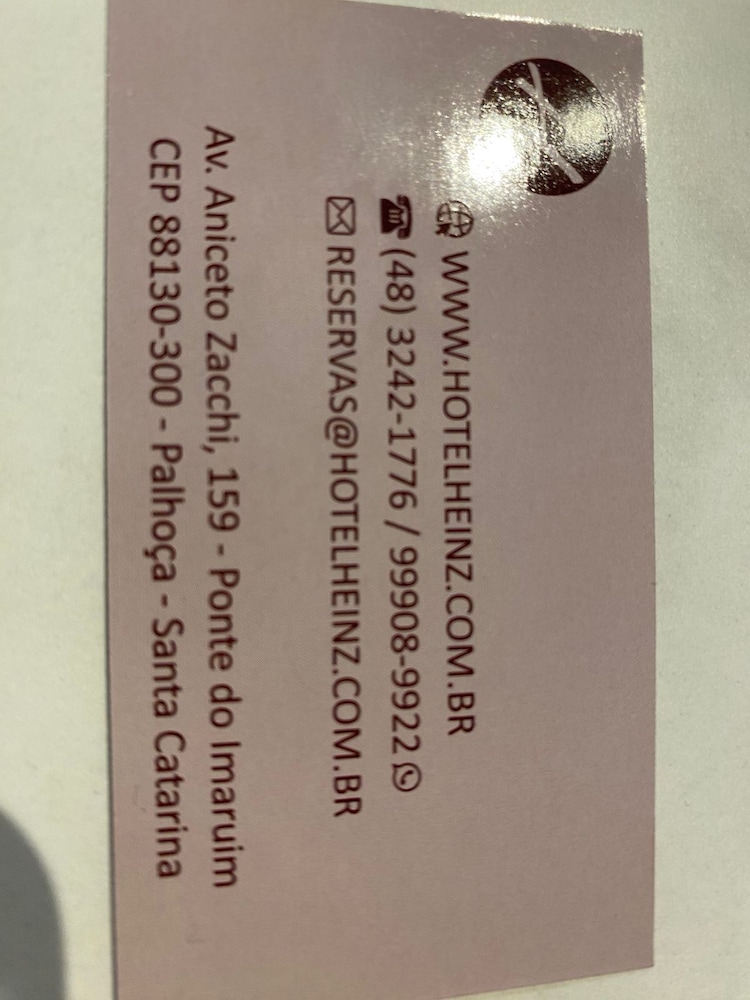 WWW.HOTELHEINZ.COM.BR
(48) 3242-1776 / 99908-9922
RESERVAS@HOTELHEINZ.COM.BR
Av. Aniceto Zacchi, 159 - Ponte do Imaruim
CEP 88130-300 - Palhoça - Santa Catarina